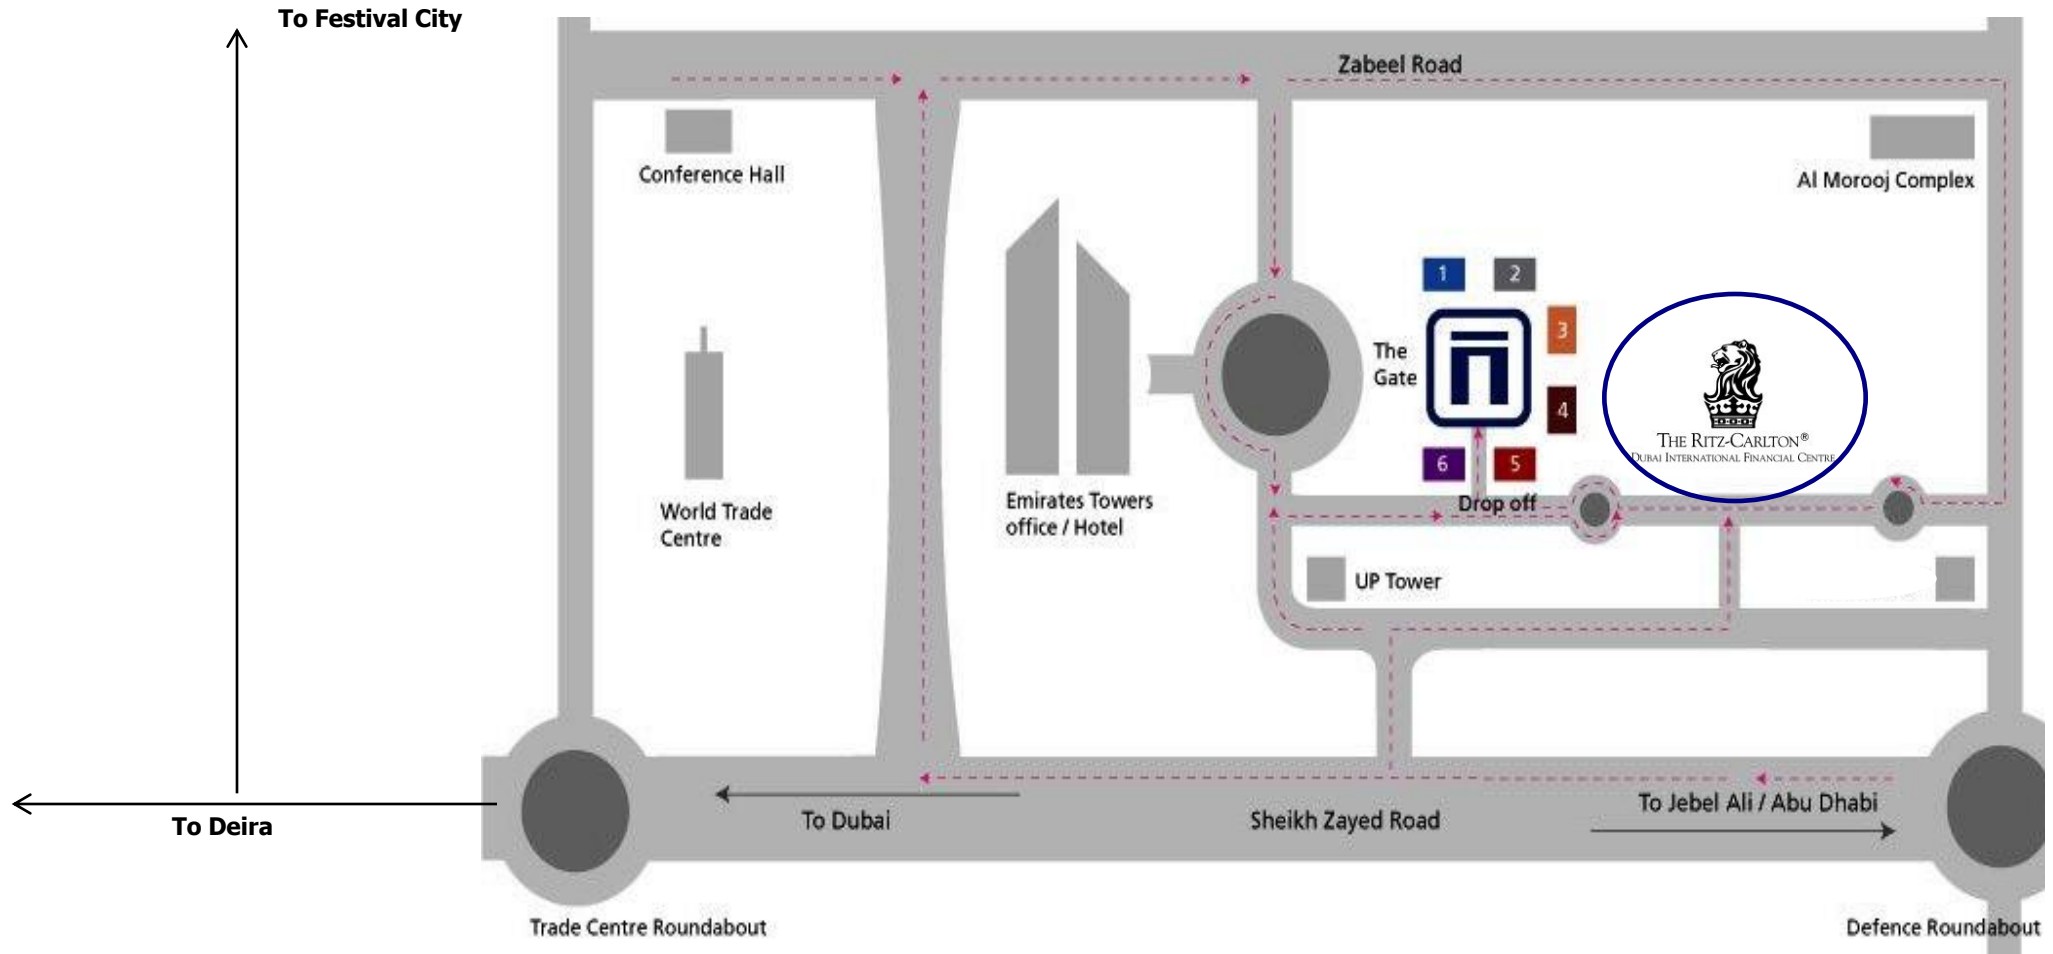 To Festival City
Zabeel Road
Conference Hall
Al Morooj Complex
1
2
3
The
Gate
4
THE RITZ-CARLTON®
DUBAI INTERNATIONAL FINANCIAL CENTRE
6
5
Drop off
World Trade
Centre
Emirates Towers
office / Hotel
UP Tower
To Deira
To Dubai
Sheikh Zayed Road
To Jebel Ali / Abu Dhabi
Trade Centre Roundabout
Defence Roundabout